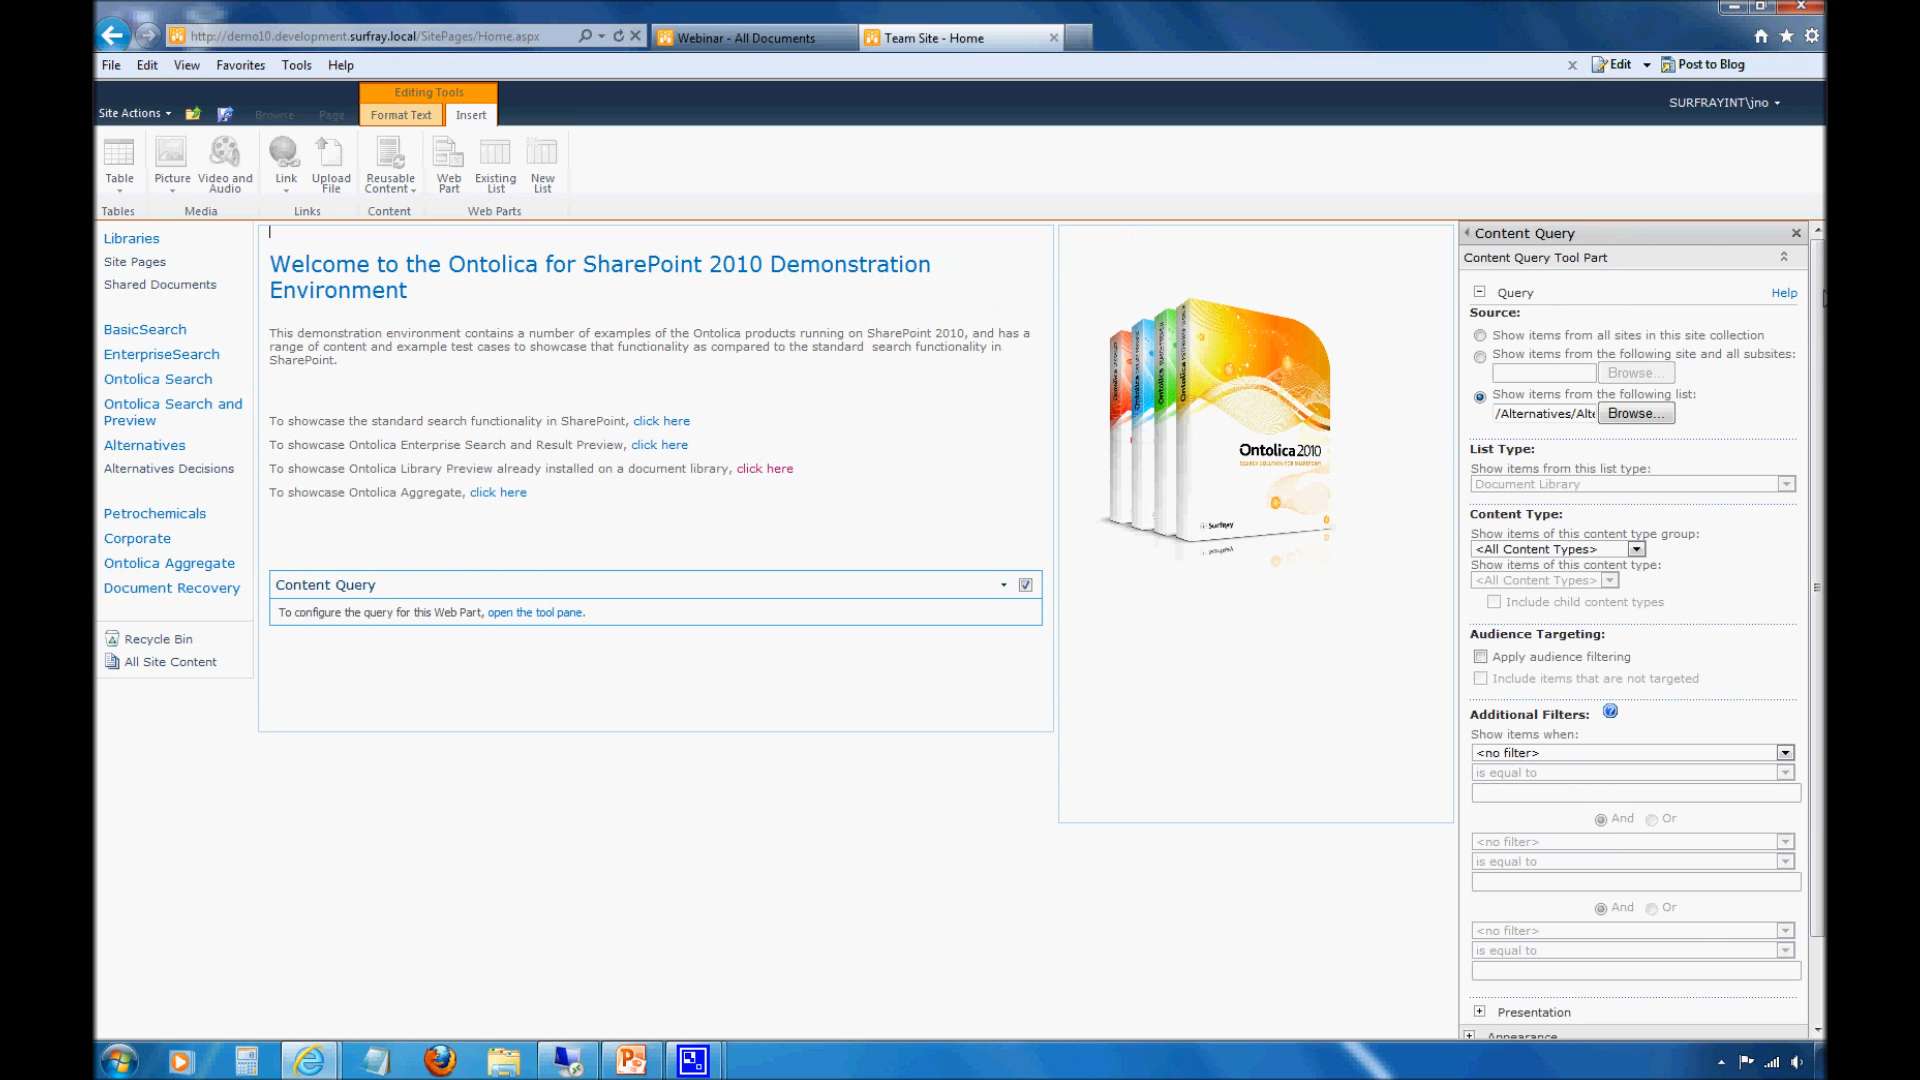 http://demo10.development.surfray.local/SitePages/Home.aspx
Webinar - All Documents
Team Site - Home
File Edit View Favorites Tools Help
x Edit Post to Blog
Editing Tools
Site Actions Browse Page Format Text Insert
SURFRAYINT\jno
Table
Picture
Video and Audio
Link
Upload File
Reusable Content
Web Part
Existing List
New List
Tables Media Links Content Web Parts
Libraries
Site Pages
Shared Documents
BasicSearch
EnterpriseSearch
Ontolica Search
Ontolica Search and
Preview
Alternatives
Alternatives Decisions
Petrochemicals
Corporate
Ontolica Aggregate
Document Recovery
Recycle Bin
All Site Content
Welcome to the Ontolica for SharePoint 2010 Demonstration
Environment
This demonstration environment contains a number of examples of the Ontolica products running on SharePoint 2010, and has a
range of content and example test cases to showcase that functionality as compared to the standard search functionality in
SharePoint.
To showcase the standard search functionality in SharePoint, click here
To showcase Ontolica Enterprise Search and Result Preview, click here
To showcase Ontolica Library Preview already installed on a document library, click here
To showcase Ontolica Aggregate, click here
Content Query
To configure the query for this Web Part, open the tool pane.
Ontolica2010
SEARCH SOLUTION FOR SHAREPOINT
Surfray
Content Query
Content Query Tool Part
Query Help
Source:
Show items from all sites in this site collection
Show items from the following site and all subsites:
Browse...
Show items from the following list:
/Alternatives/Alte Browse...
List Type:
Show items from this list type:
Document Library
Content Type:
Show items of this content type group:
<All Content Types>
Show items of this content type:
<All Content Types>
Include child content types
Audience Targeting:
Apply audience filtering
Include items that are not targeted
Additional Filters:
Show items when:
<no filter>
is equal to
And Or
<no filter>
is equal to
And Or
<no filter>
is equal to
Presentation
Appearance